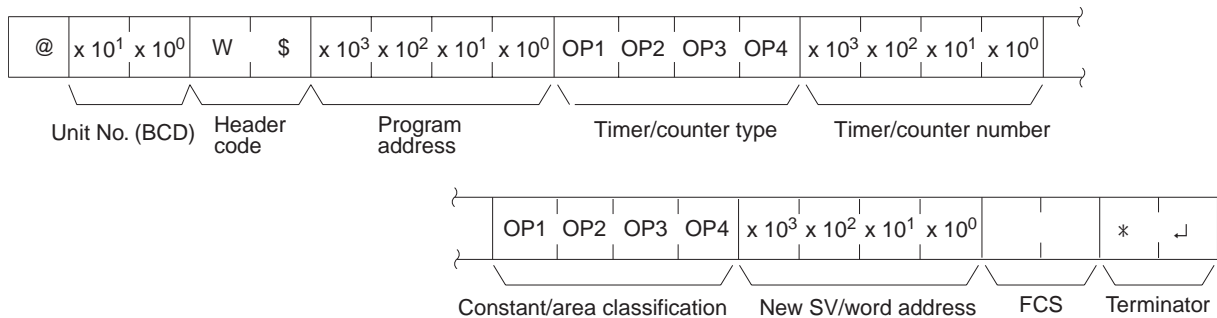 @ x 10¹ x 10⁰ W $ x 10³ x 10² x 10¹ x 10⁰ OP1 OP2 OP3 OP4 x 10³ x 10² x 10¹ x 10⁰
Unit No. (BCD) Header code Program address Timer/counter type Timer/counter number
OP1 OP2 OP3 OP4 x 10³ x 10² x 10¹ x 10⁰ * ↵
Constant/area classification New SV/word address FCS Terminator